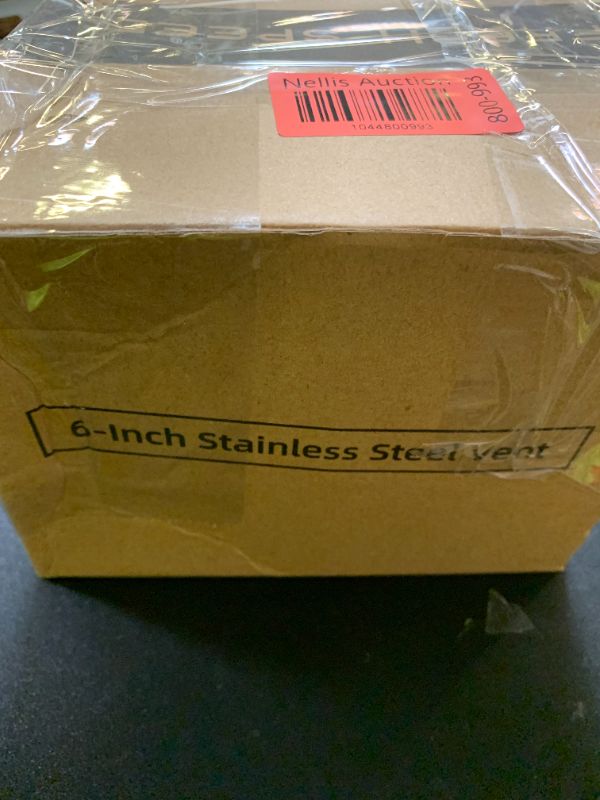 Nellis Auction
1044800993
800-993
6-Inch Stainless Steel Vent